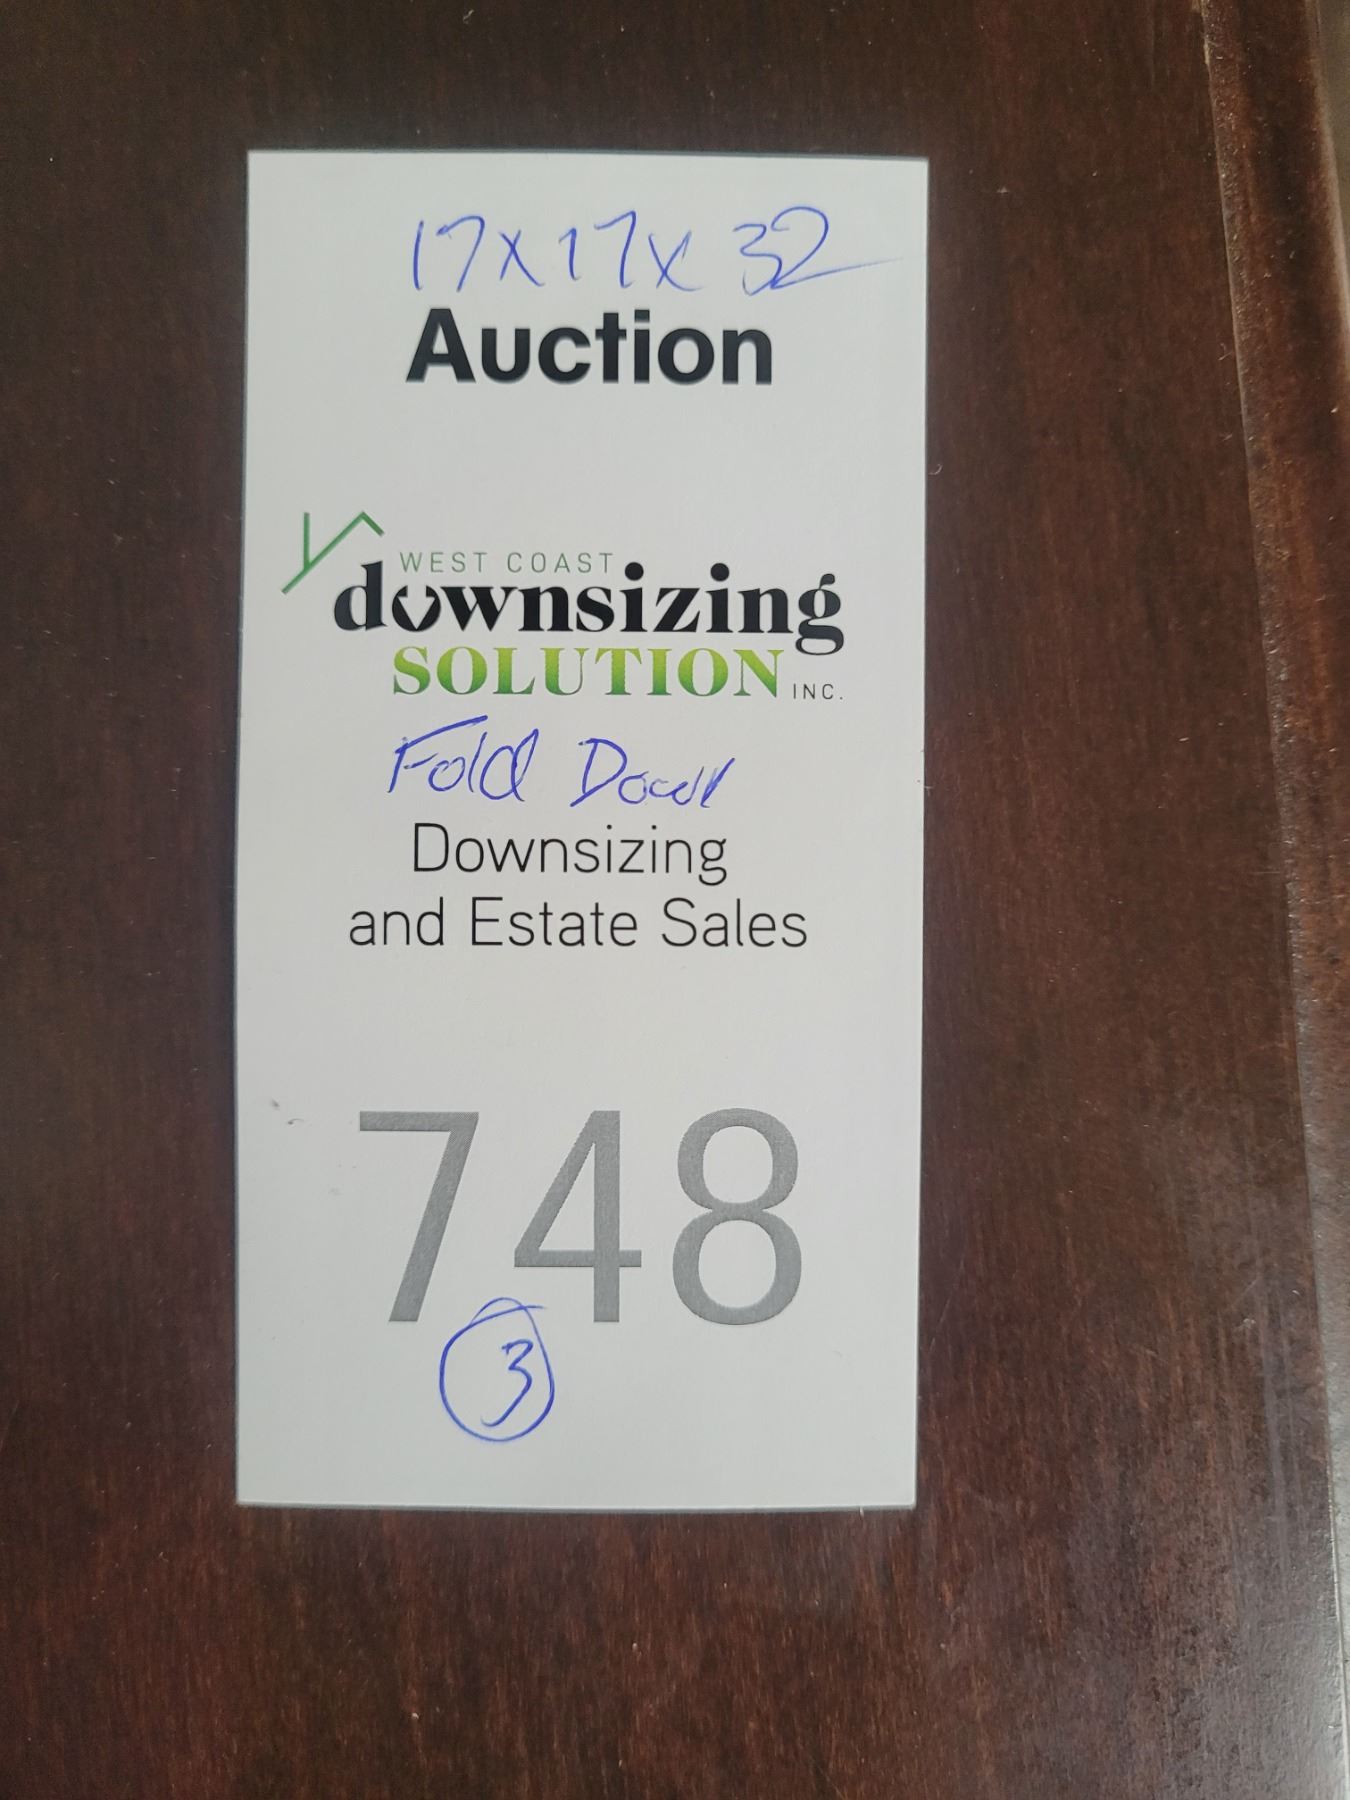 17x17x32
Auction
WEST COAST
downsizing
SOLUTION INC.
Fold Down
Downsizing
and Estate Sales
748
3